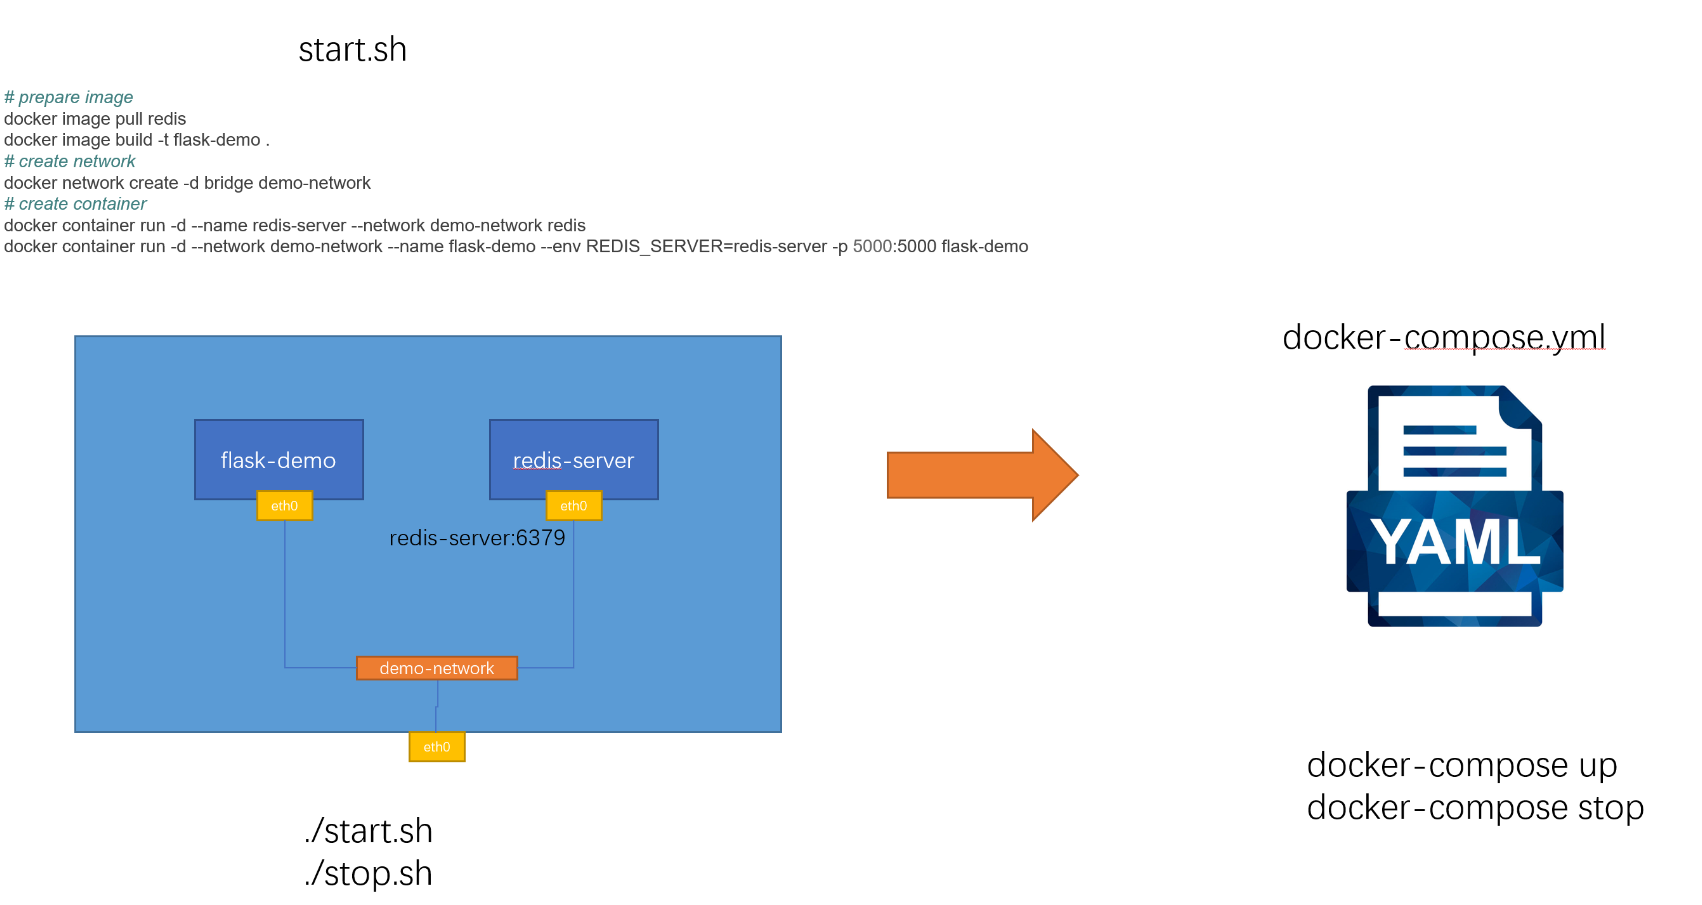 start.sh
# prepare image
docker image pull redis
docker image build -t flask-demo .
# create network
docker network create -d bridge demo-network
# create container
docker container run -d --name redis-server --network demo-network redis
docker container run -d --network demo-network --name flask-demo --env REDIS_SERVER=redis-server -p 5000:5000 flask-demo
flask-demo
redis-server
eth0
eth0
redis-server:6379
demo-network
eth0
./start.sh
./stop.sh
docker-compose.yml
YAML
docker-compose up
docker-compose stop